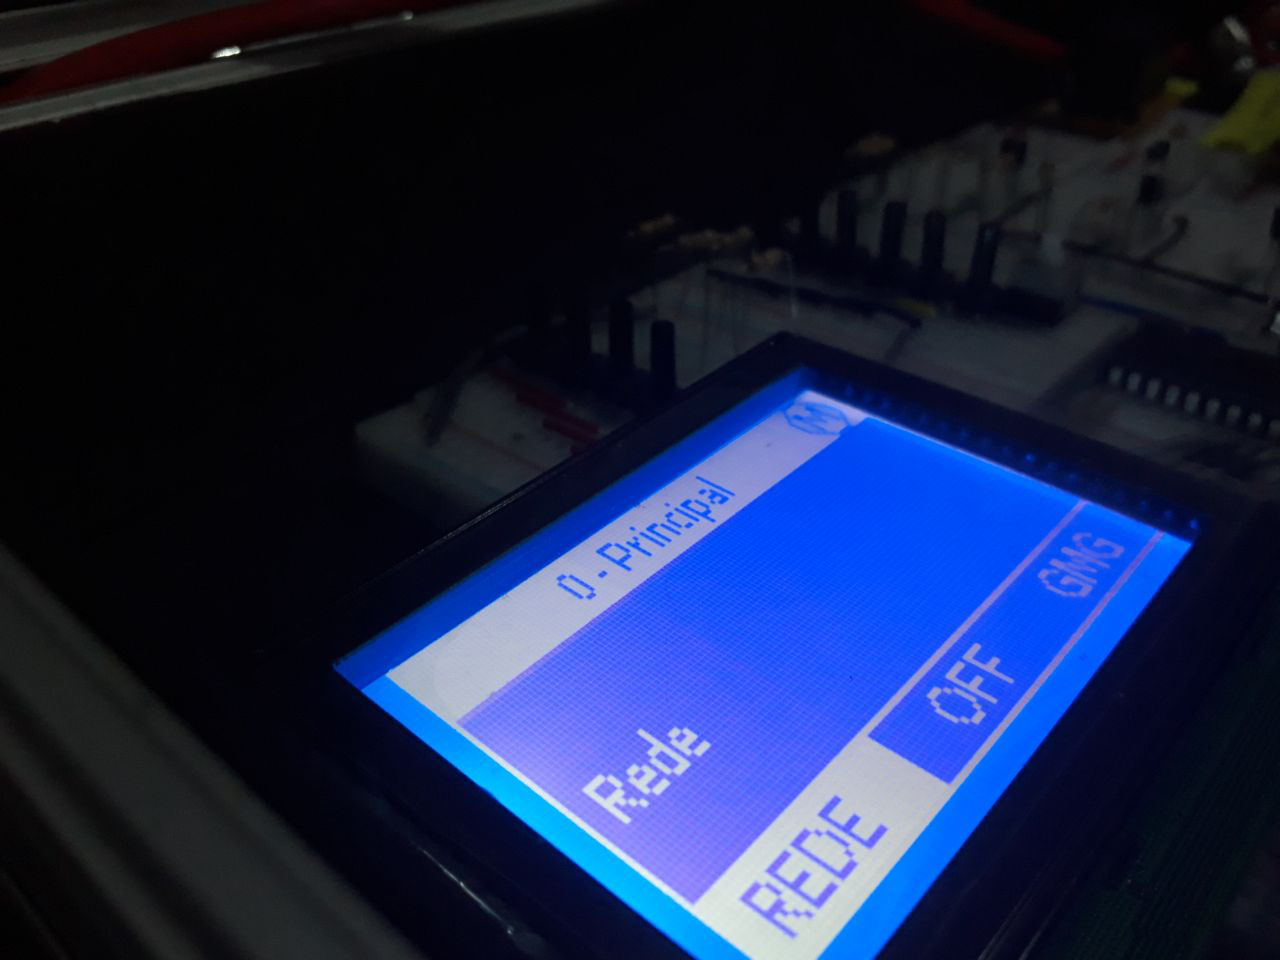 0 - Principal M
Rede
REDE OFF GMG